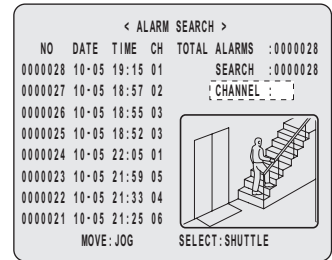 < ALARM SEARCH >
NO DATE TIME CH TOTAL ALARMS :0000028
0000028 10-05 19:15 01 SEARCH :0000028
0000027 10-05 18:57 02 CHANNEL :
0000026 10-05 18:55 03
0000025 10-05 18:52 03
0000024 10-05 22:05 01
0000023 10-05 21:59 05
0000022 10-05 21:33 04
0000021 10-05 21:25 06
MOVE:JOG SELECT:SHUTTLE